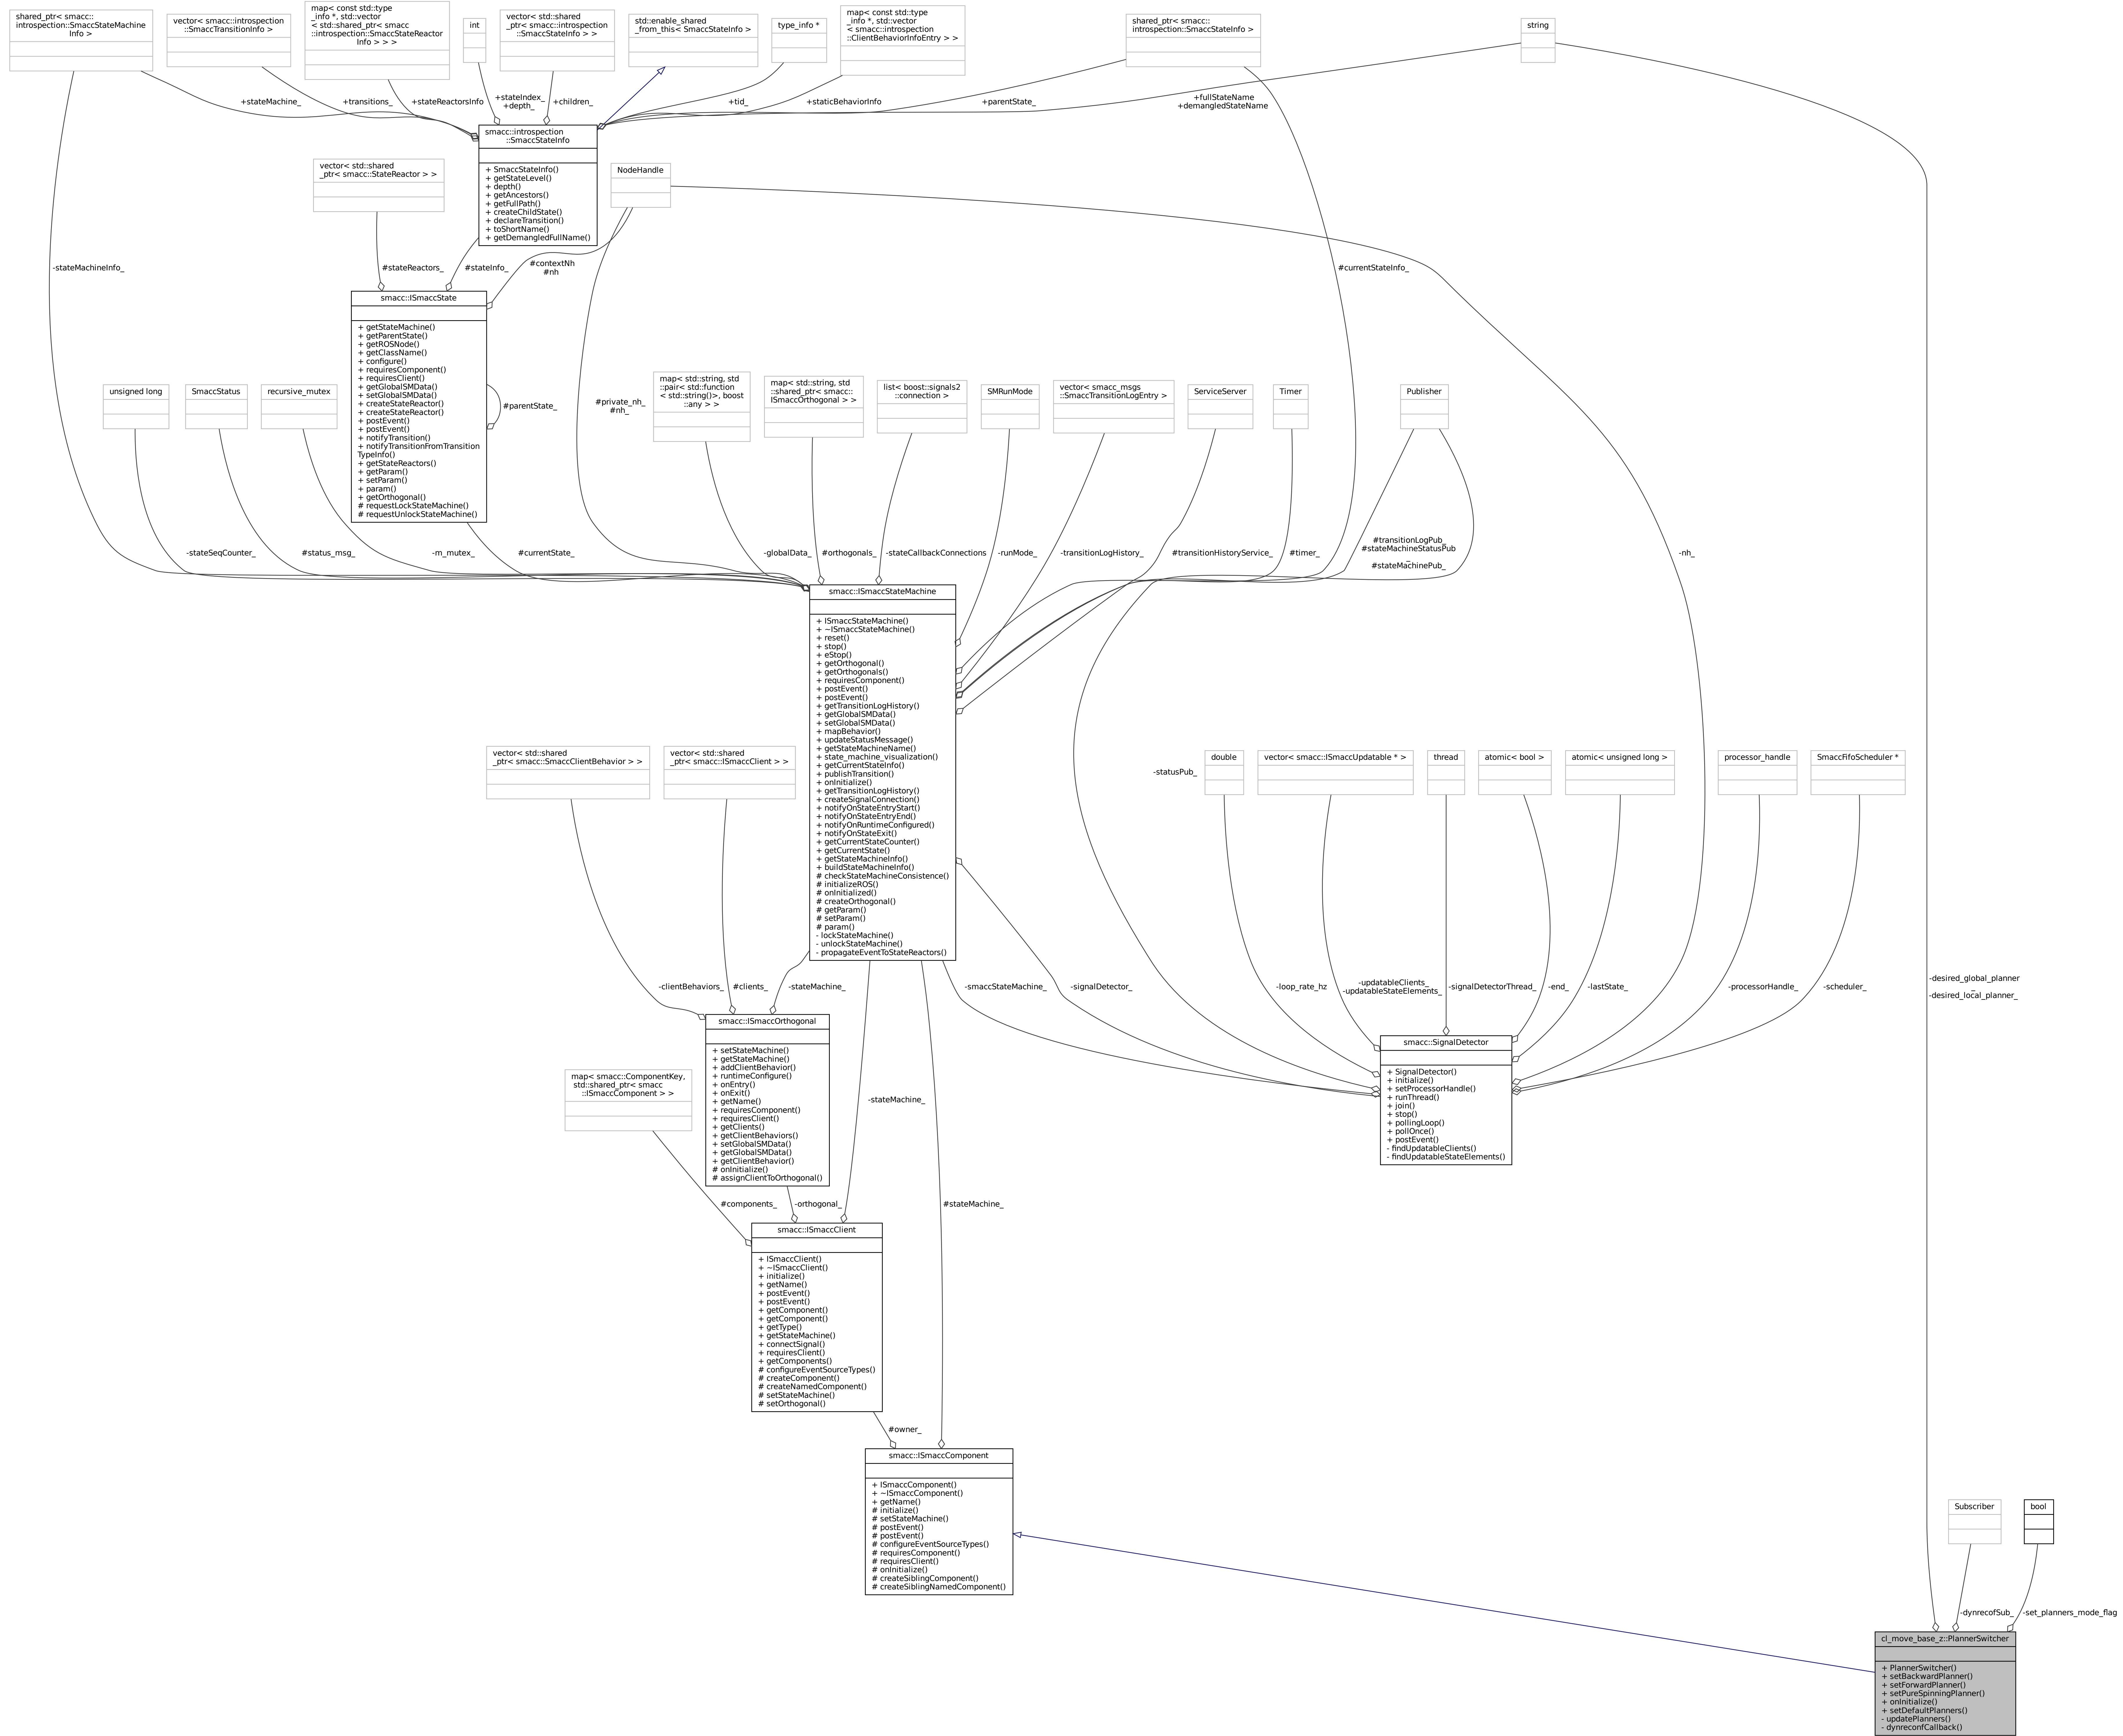 shared_ptr< smacc::
introspection::SmaccStateMachine
Info >
vector< smacc::introspection
::SmaccTransitionInfo >
map< const std::type
_info *, std::vector
< std::shared_ptr< smacc
::introspection::SmaccStateReactor
Info > > >
int
vector< std::shared
_ptr< smacc::introspection
::SmaccStateInfo > >
std::enable_shared
_from_this< SmaccStateInfo >
type_info *
map< const std::type
_info *, std::vector
< smacc::introspection
::ClientBehaviorInfoEntry > >
shared_ptr< smacc::
introspection::SmaccStateInfo >
string
+stateMachine_
+transitions_
+stateReactorsInfo
+stateIndex_
+depth_
+children_
+tid_
+staticBehaviorInfo
+parentState_
+fullStateName
+demangledStateName
smacc::introspection
::SmaccStateInfo
+ SmaccStateInfo()
+ getStateLevel()
+ depth()
+ getAncestors()
+ getFullPath()
+ createChildState()
+ declareTransition()
+ toShortName()
+ getDemangledFullName()
vector< std::shared
_ptr< smacc::StateReactor > >
NodeHandle
-stateMachineInfo_
#stateReactors_
#stateInfo_
#contextNh
#nh
#currentStateInfo_
smacc::ISmaccState
+ getStateMachine()
+ getParentState()
+ getROSNode()
+ getClassName()
+ configure()
+ requiresComponent()
+ requiresClient()
+ getGlobalSMData()
+ setGlobalSMData()
+ createStateReactor()
+ createStateReactor()
+ postEvent()
+ postEvent()
+ notifyTransition()
+ notifyTransitionFromTransition
TypeInfo()
+ getStateReactors()
+ getParam()
+ setParam()
+ param()
+ getOrthogonal()
# requestLockStateMachine()
# requestUnlockStateMachine()
#parentState_
unsigned long
SmaccStatus
recursive_mutex
#private_nh_
#nh_
map< std::string, std
::pair< std::function
< std::string()>, boost
::any > >
map< std::string, std
::shared_ptr< smacc::
ISmaccOrthogonal > >
list< boost::signals2
::connection >
SMRunMode
vector< smacc_msgs
::SmaccTransitionLogEntry >
ServiceServer
Timer
Publisher
-stateSeqCounter_
#status_msg_
-m_mutex_
#currentState_
-globalData_
#orthogonals_
-stateCallbackConnections
-runMode_
-transitionLogHistory_
#transitionHistoryService_
#timer_
#transitionLogPub_
#stateMachineStatusPub
_
#stateMachinePub_
-nh_
smacc::ISmaccStateMachine
+ ISmaccStateMachine()
+ ~ISmaccStateMachine()
+ reset()
+ stop()
+ eStop()
+ getOrthogonal()
+ getOrthogonals()
+ requiresComponent()
+ postEvent()
+ postEvent()
+ getTransitionLogHistory()
+ getGlobalSMData()
+ setGlobalSMData()
+ mapBehavior()
+ updateStatusMessage()
+ getStateMachineName()
+ state_machine_visualization()
+ getCurrentStateInfo()
+ publishTransition()
+ onInitialize()
+ getTransitionLogHistory()
+ createSignalConnection()
+ notifyOnStateEntryStart()
+ notifyOnStateEntryEnd()
+ notifyOnRuntimeConfigured()
+ notifyOnStateExit()
+ getCurrentStateCounter()
+ getCurrentState()
+ getStateMachineInfo()
+ buildStateMachineInfo()
# checkStateMachineConsistence()
# initializeROS()
# onInitialized()
# createOrthogonal()
# getParam()
# setParam()
# param()
- lockStateMachine()
- unlockStateMachine()
- propagateEventToStateReactors()
vector< std::shared
_ptr< smacc::SmaccClientBehavior > >
vector< std::shared
_ptr< smacc::ISmaccClient > >
-statusPub_
double
vector< smacc::ISmaccUpdatable * >
thread
atomic< bool >
atomic< unsigned long >
processor_handle
SmaccFifoScheduler *
-clientBehaviors_
#clients_
-stateMachine_
-smaccStateMachine_
-signalDetector_
-loop_rate_hz
-updatableClients_
-updatableStateElements_
-signalDetectorThread_
-end_
-lastState_
-processorHandle_
-scheduler_
-desired_global_planner
_
-desired_local_planner_
smacc::ISmaccOrthogonal
+ setStateMachine()
+ getStateMachine()
+ addClientBehavior()
+ runtimeConfigure()
+ onEntry()
+ onExit()
+ getName()
+ requiresComponent()
+ requiresClient()
+ getClients()
+ getClientBehaviors()
+ setGlobalSMData()
+ getGlobalSMData()
+ getClientBehavior()
# onInitialize()
# assignClientToOrthogonal()
smacc::SignalDetector
+ SignalDetector()
+ initialize()
+ setProcessorHandle()
+ runThread()
+ join()
+ stop()
+ pollingLoop()
+ pollOnce()
+ postEvent()
- findUpdatableClients()
- findUpdatableStateElements()
map< smacc::ComponentKey,
std::shared_ptr< smacc
::ISmaccComponent > >
-stateMachine_
#components_
-orthogonal_
#stateMachine_
smacc::ISmaccClient
+ ISmaccClient()
+ ~ISmaccClient()
+ initialize()
+ getName()
+ postEvent()
+ postEvent()
+ getComponent()
+ getComponent()
+ getType()
+ getStateMachine()
+ connectSignal()
+ requiresClient()
+ getComponents()
# configureEventSourceTypes()
# createComponent()
# createNamedComponent()
# setStateMachine()
# setOrthogonal()
#owner_
smacc::ISmaccComponent
+ ISmaccComponent()
+ ~ISmaccComponent()
+ getName()
# initialize()
# setStateMachine()
# postEvent()
# postEvent()
# configureEventSourceTypes()
# requiresComponent()
# requiresClient()
# onInitialize()
# createSiblingComponent()
# createSiblingNamedComponent()
Subscriber
bool
-dynrecofSub_
-set_planners_mode_flag
cl_move_base_z::PlannerSwitcher
+ PlannerSwitcher()
+ setBackwardPlanner()
+ setForwardPlanner()
+ setPureSpinningPlanner()
+ onInitialize()
+ setDefaultPlanners()
- updatePlanners()
- dynreconfCallback()